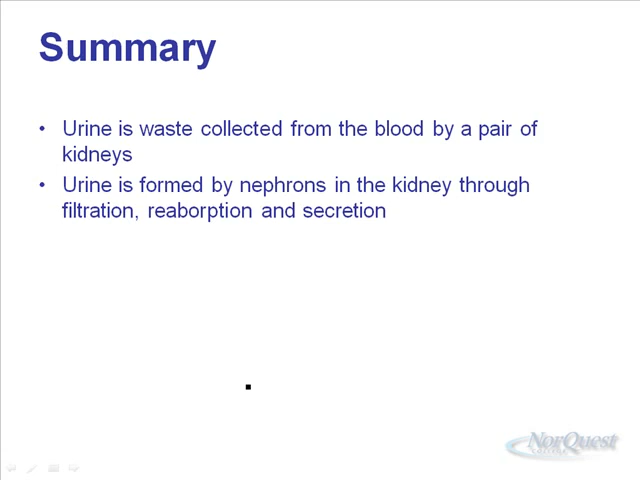 Summary
• Urine is waste collected from the blood by a pair of
kidneys
• Urine is formed by nephrons in the kidney through
filtration, reaborption and secretion
NorQuest
COLLEGE